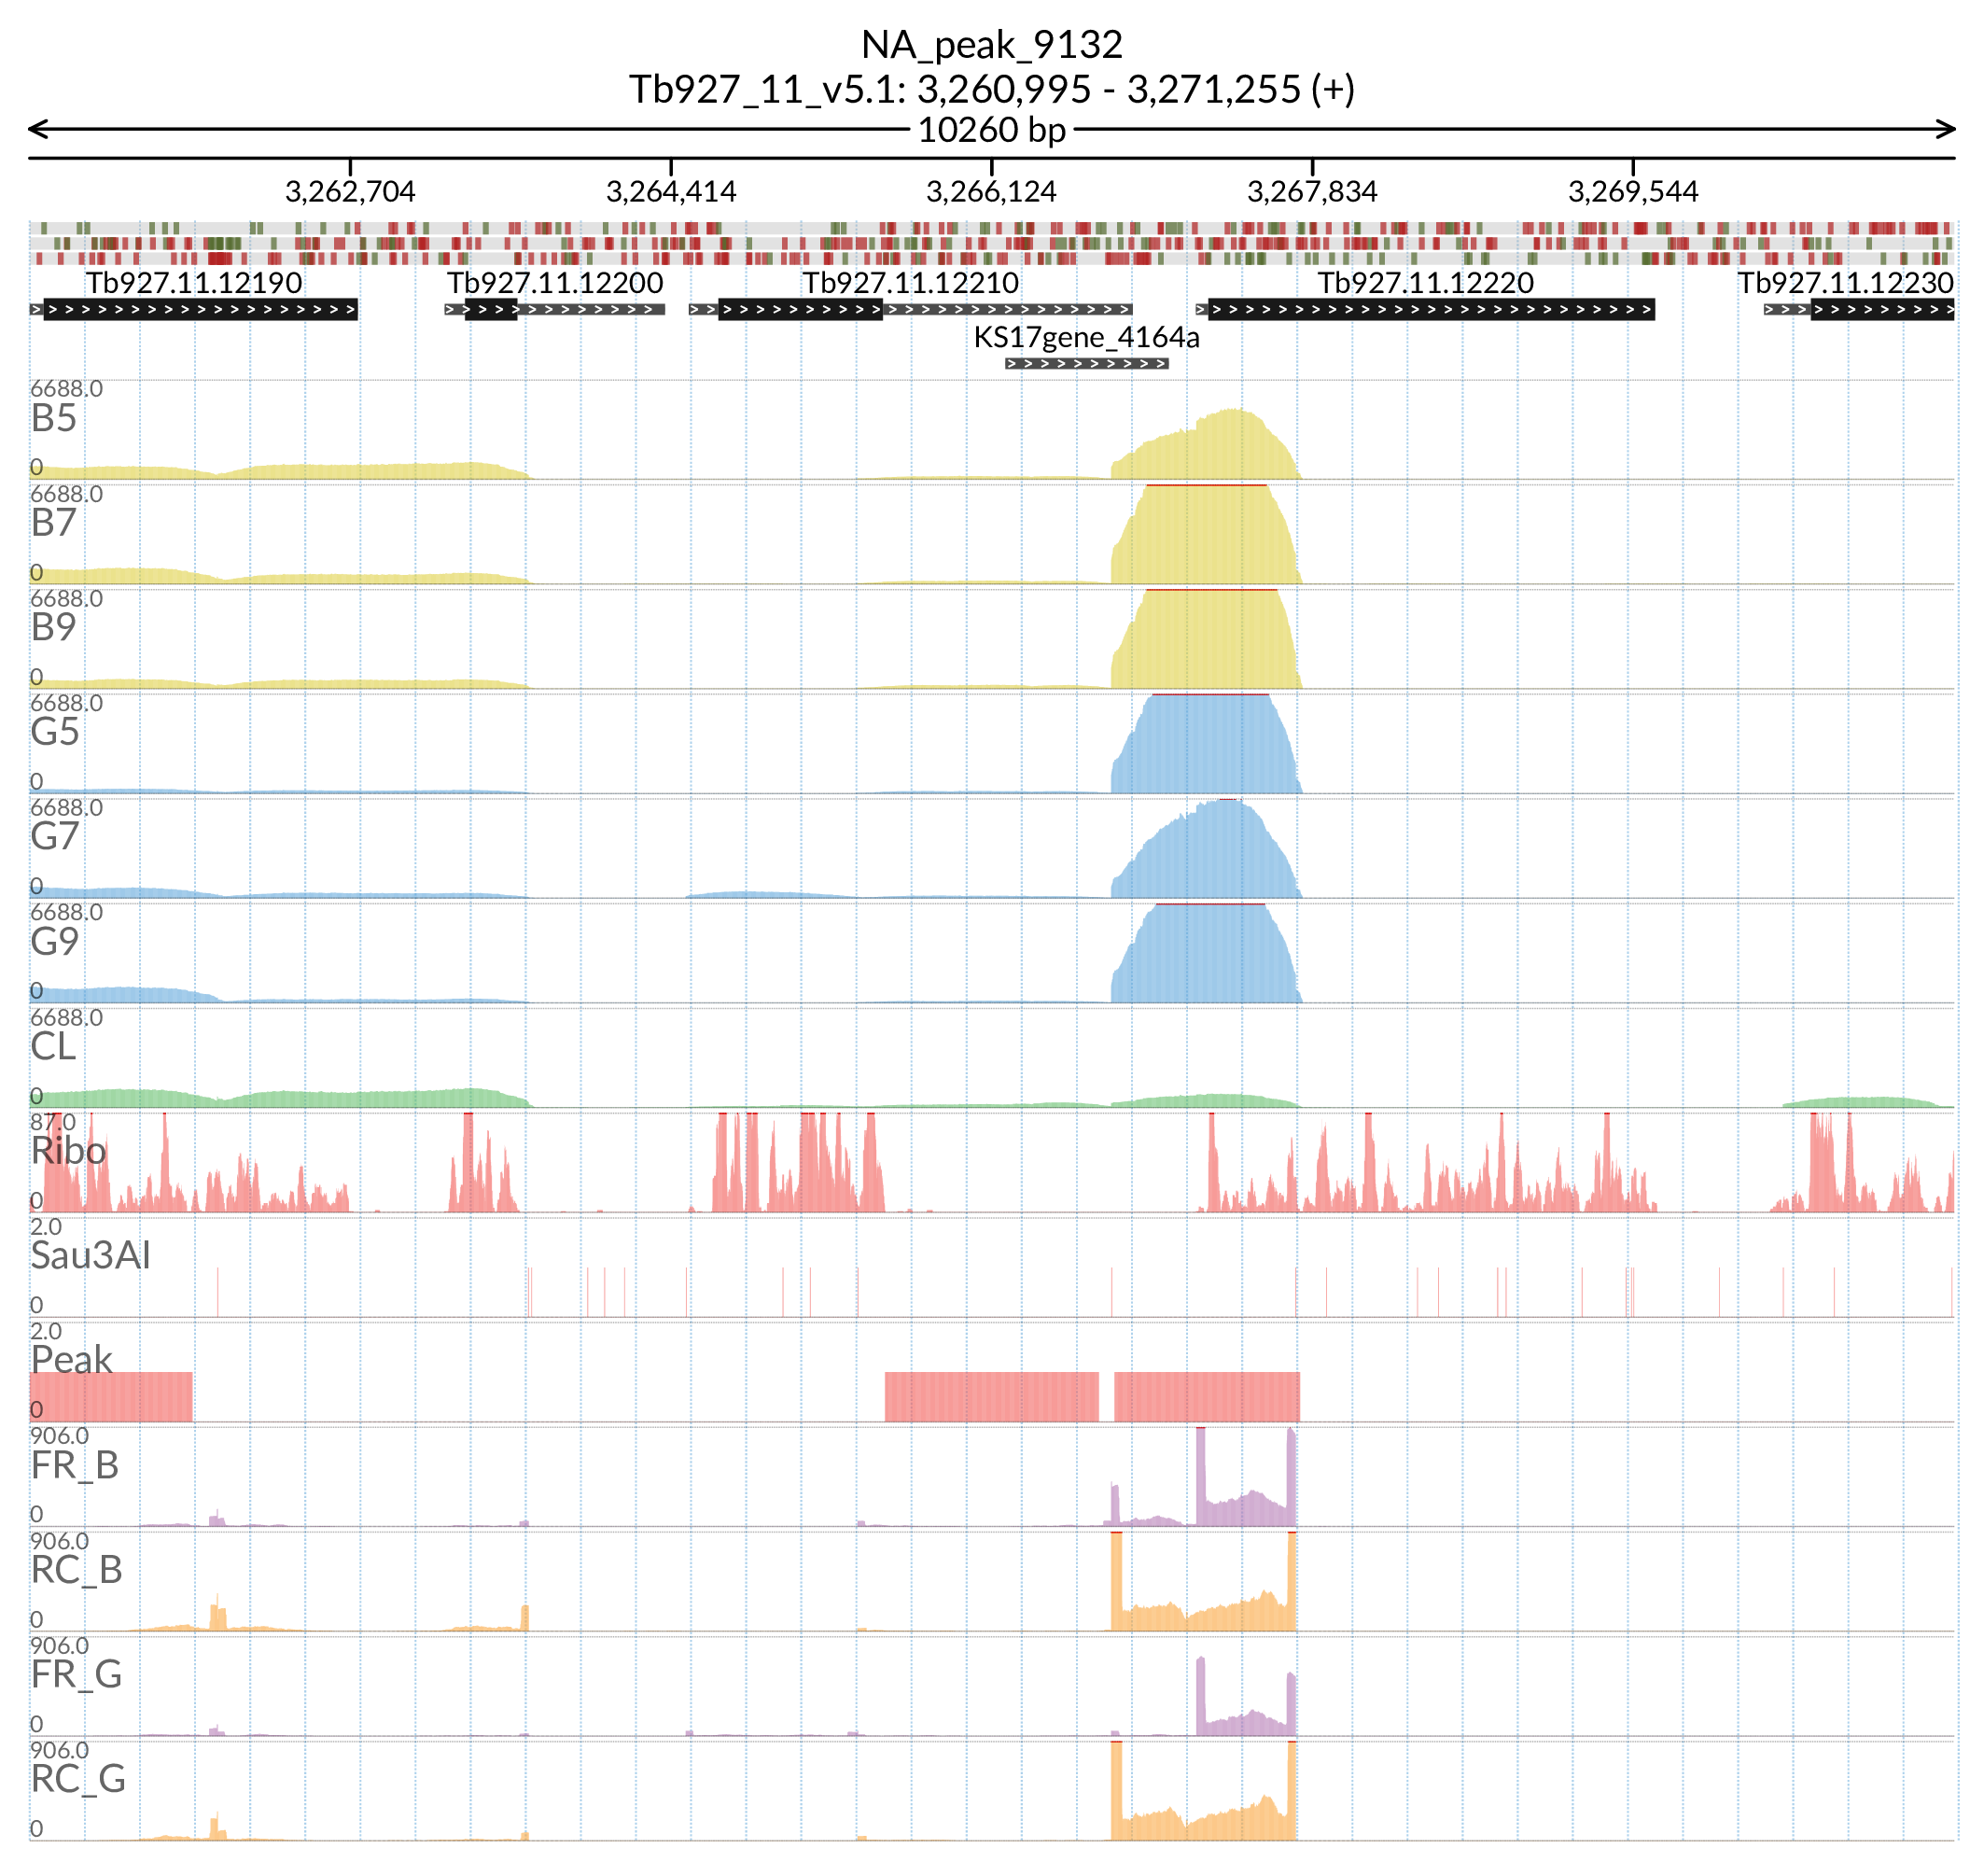 NA_peak_9132
Tb927_11_v5.1: 3,260,995 - 3,271,255 (+)
10260 bp
3,262,704 3,264,414 3,266,124 3,267,834 3,269,544
Tb927.11.12190 Tb927.11.12200 Tb927.11.12210 Tb927.11.12220 Tb927.11.12230
KS17gene_4164a
6688.0
B5
0
6688.0
B7
0
6688.0
B9
0
6688.0
G5
0
6688.0
G7
0
6688.0
G9
0
6688.0
CL
0
87.0
Ribo
0
2.0
Sau3AI
0
2.0
Peak
0
906.0
FR_B
0
906.0
RC_B
0
906.0
FR_G
0
906.0
RC_G
0